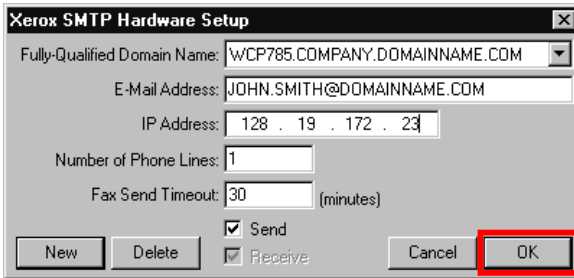 Xerox SMTP Hardware Setup
Fully-Qualified Domain Name: WCP785.COMPANY.DOMAINNAME.COM
E-Mail Address: JOHN.SMITH@DOMAINNAME.COM
IP Address: 128 . 19 . 172 . 23
Number of Phone Lines: 1
Fax Send Timeout: 30 (minutes)
Send
New Delete Receive Cancel OK